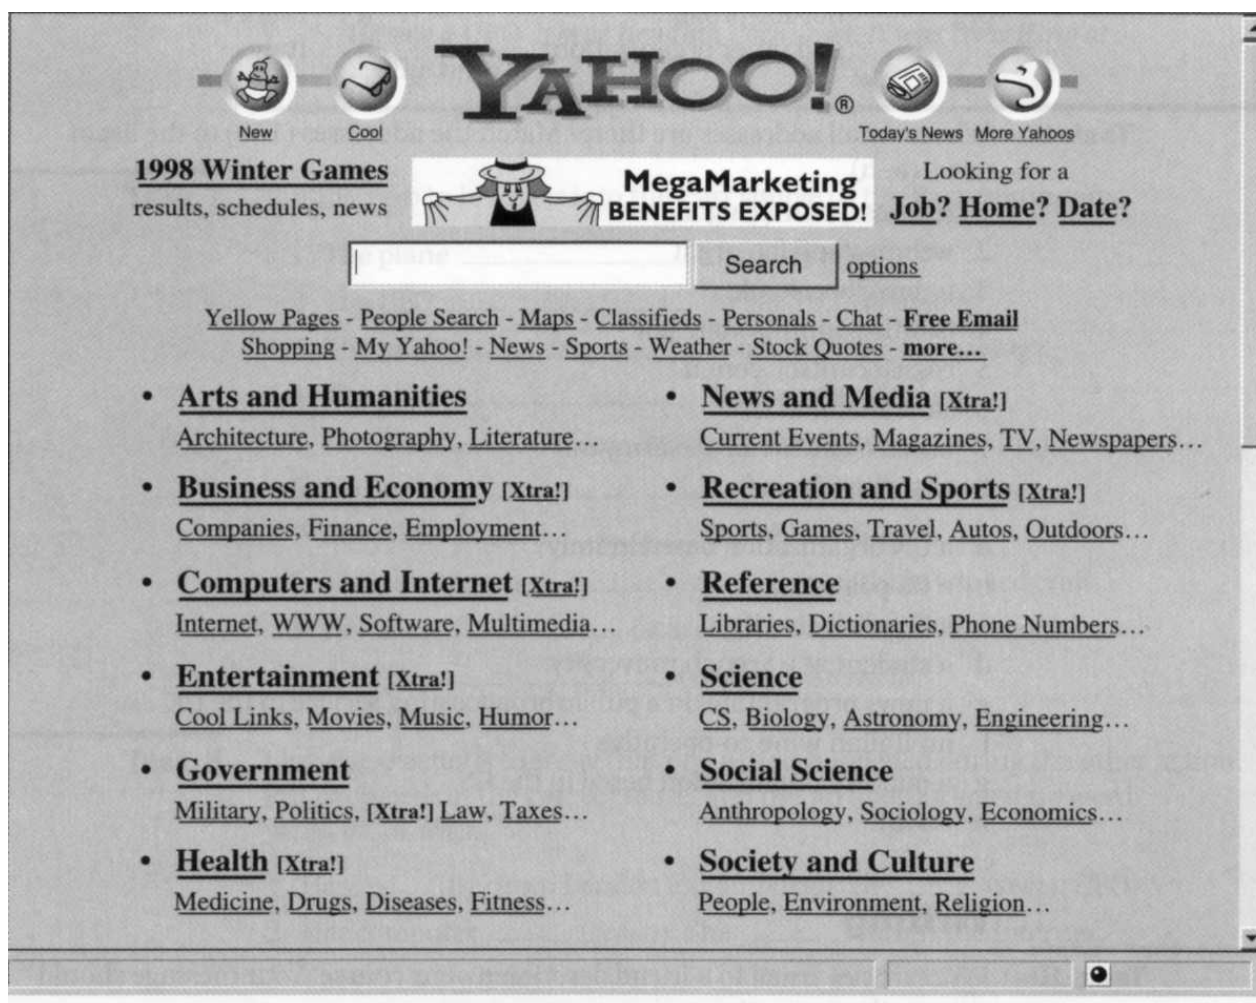 YAHOO!®
New Cool Today's News More Yahoos
1998 Winter Games
results, schedules, news
MegaMarketing
BENEFITS EXPOSED!
Looking for a
Job? Home? Date?
Search options
Yellow Pages - People Search - Maps - Classifieds - Personals - Chat - Free Email
Shopping - My Yahoo! - News - Sports - Weather - Stock Quotes - more...
• Arts and Humanities
Architecture, Photography, Literature...
• Business and Economy [Xtra!]
Companies, Finance, Employment...
• Computers and Internet [Xtra!]
Internet, WWW, Software, Multimedia...
• Entertainment [Xtra!]
Cool Links, Movies, Music, Humor...
• Government
Military, Politics, [Xtra!] Law, Taxes...
• Health [Xtra!]
Medicine, Drugs, Diseases, Fitness...
• News and Media [Xtra!]
Current Events, Magazines, TV, Newspapers...
• Recreation and Sports [Xtra!]
Sports, Games, Travel, Autos, Outdoors...
• Reference
Libraries, Dictionaries, Phone Numbers...
• Science
CS, Biology, Astronomy, Engineering...
• Social Science
Anthropology, Sociology, Economics...
• Society and Culture
People, Environment, Religion...